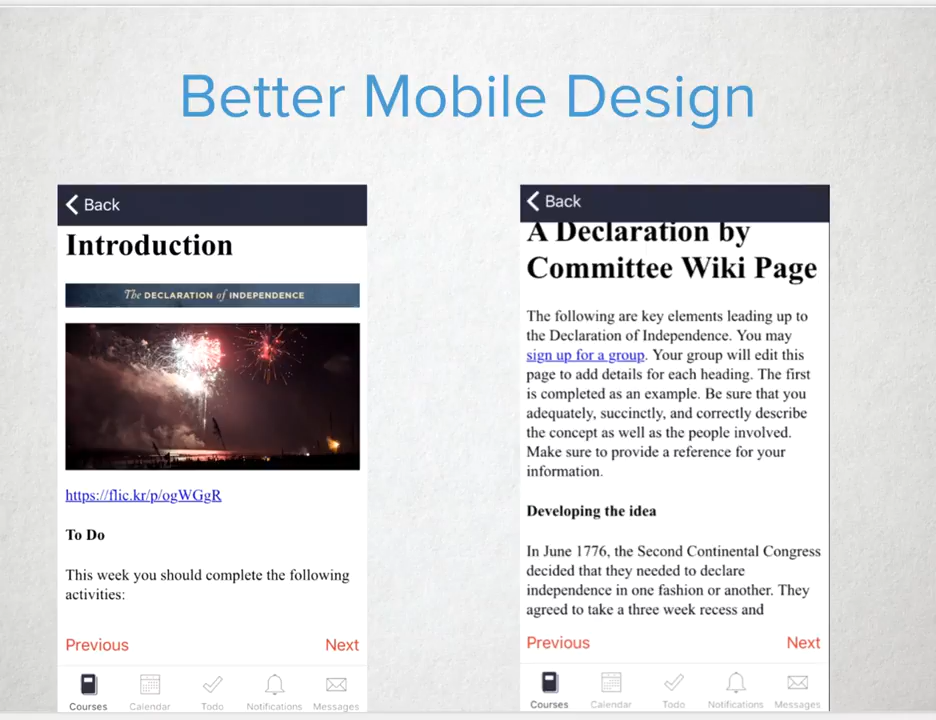 Better Mobile Design
Back
Introduction
The DECLARATION of INDEPENDENCE
https://flic.kr/p/ogWGgR
To Do
This week you should complete the following
activities:
Previous Next
Courses Calendar Todo Notifications Messages
Back
A Declaration by
Committee Wiki Page
The following are key elements leading up to
the Declaration of Independence. You may
sign up for a group. Your group will edit this
page to add details for each heading. The first
is completed as an example. Be sure that you
adequately, succinctly, and correctly describe
the concept as well as the people involved.
Make sure to provide a reference for your
information.
Developing the idea
In June 1776, the Second Continental Congress
decided that they needed to declare
independence in one fashion or another. They
agreed to take a three week recess and
Previous Next
Courses Calendar Todo Notifications Messages